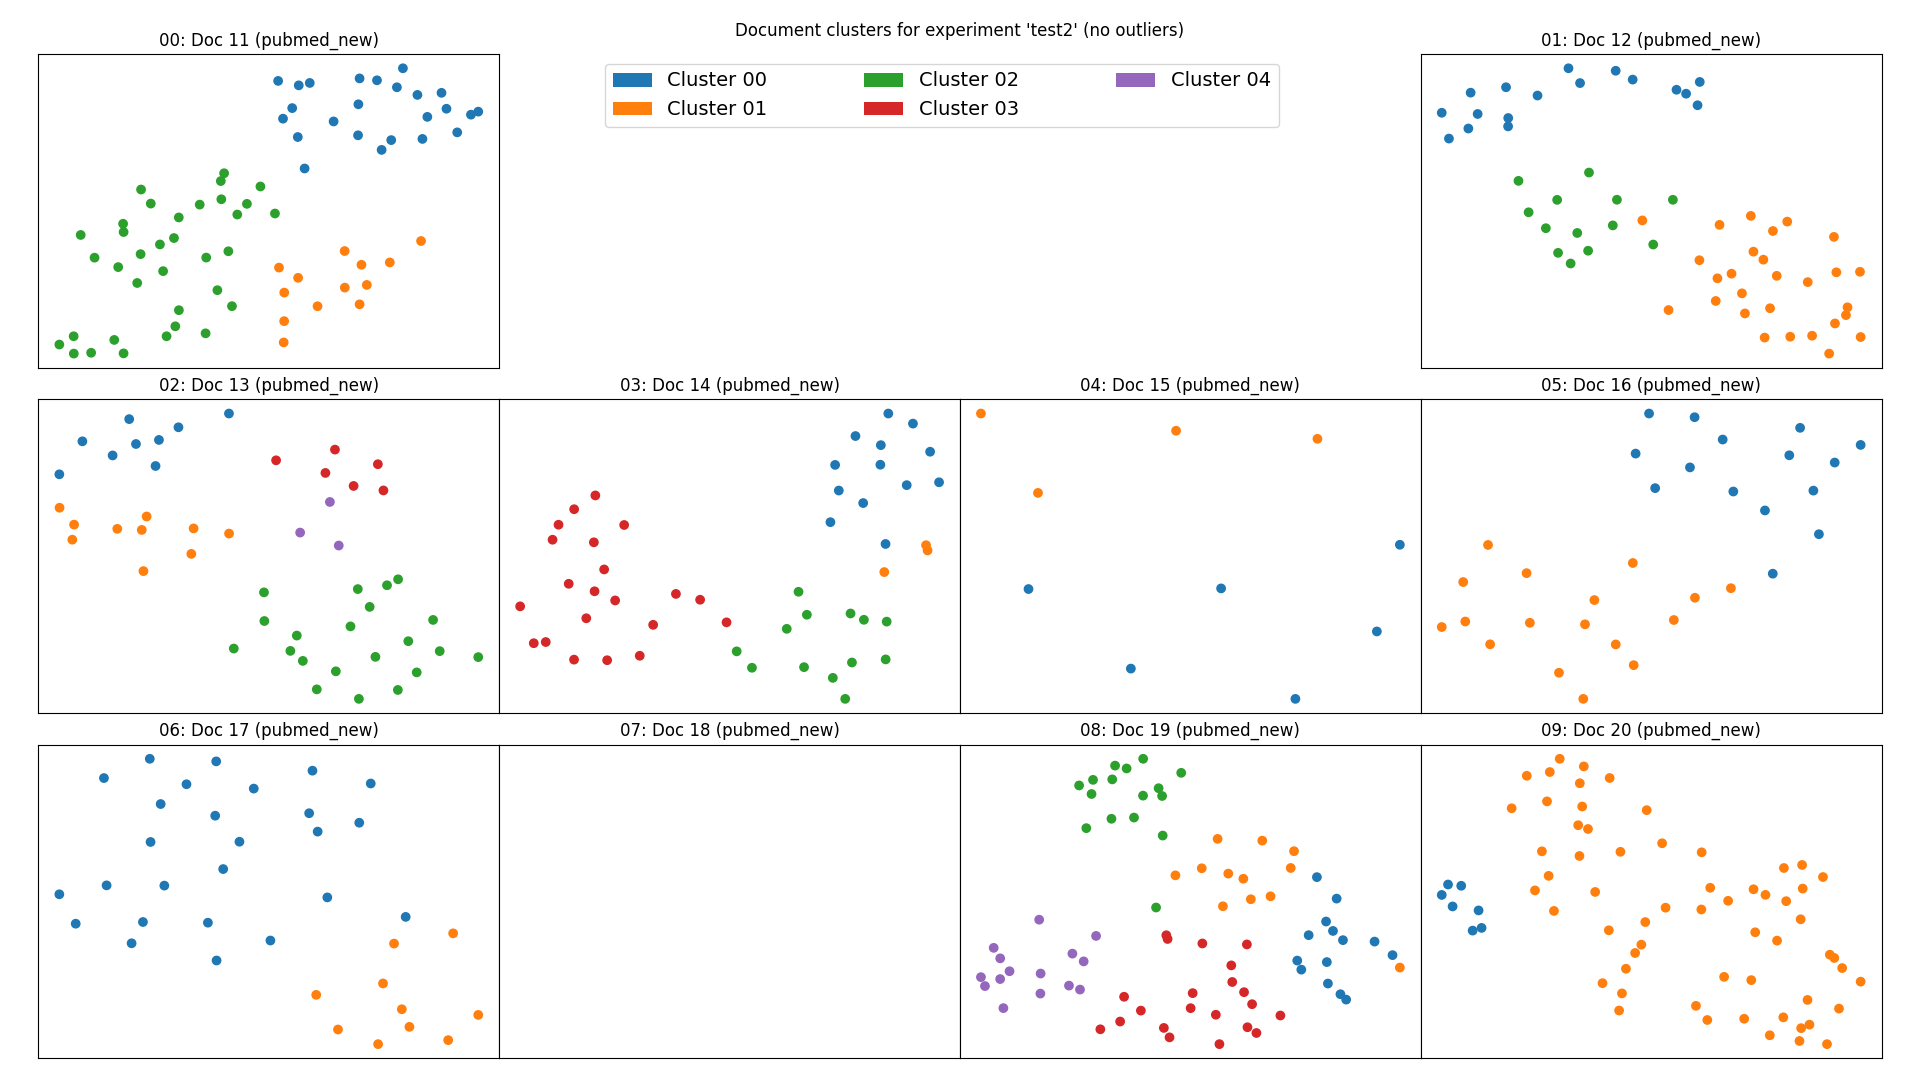 Document clusters for experiment 'test2' (no outliers)
00: Doc 11 (pubmed_new)
01: Doc 12 (pubmed_new)
Cluster 00
Cluster 01
Cluster 02
Cluster 03
Cluster 04
02: Doc 13 (pubmed_new)
03: Doc 14 (pubmed_new)
04: Doc 15 (pubmed_new)
05: Doc 16 (pubmed_new)
06: Doc 17 (pubmed_new)
07: Doc 18 (pubmed_new)
08: Doc 19 (pubmed_new)
09: Doc 20 (pubmed_new)